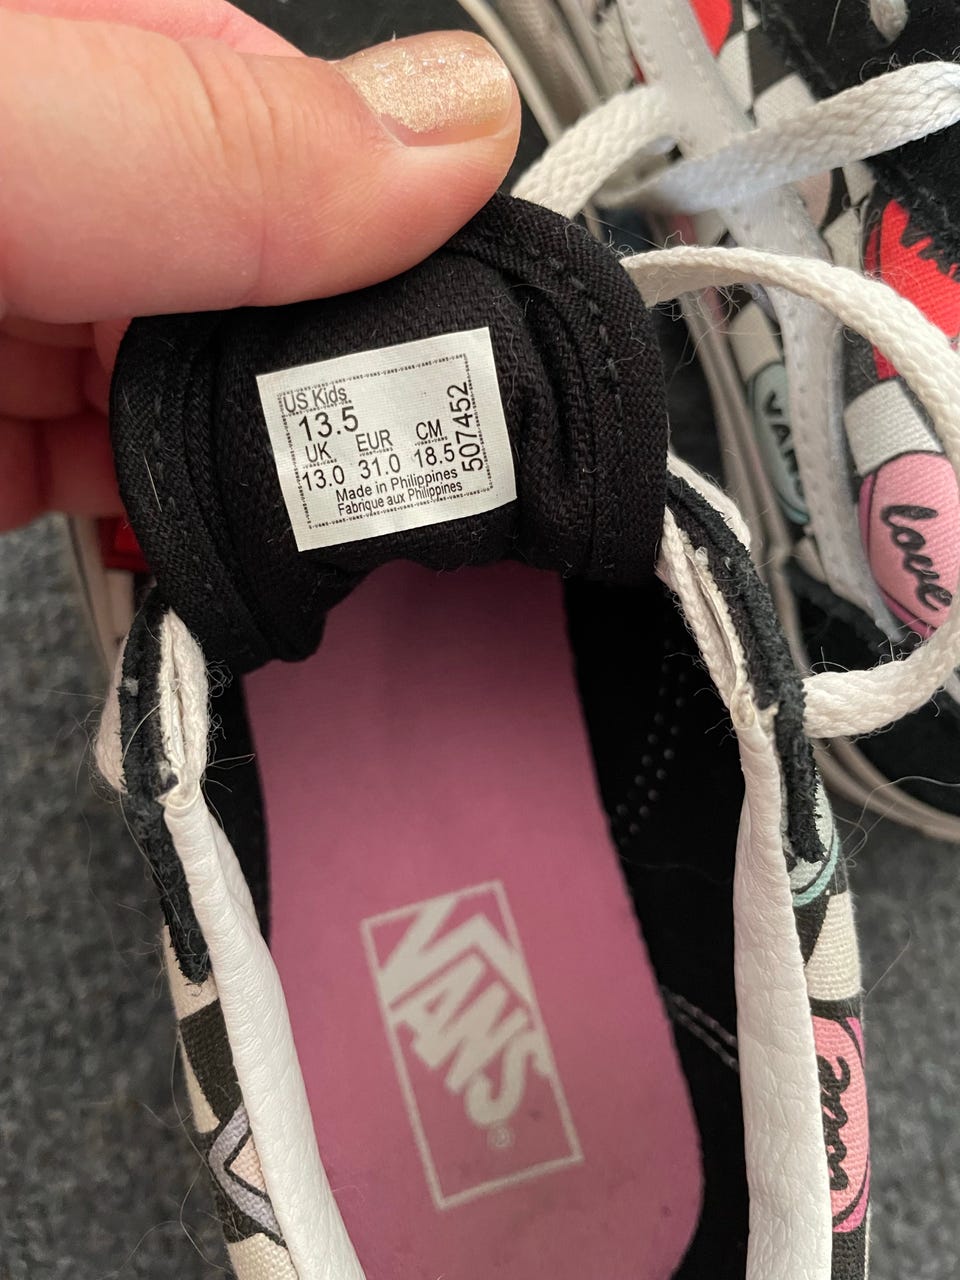 US Kids
13.5
UK EUR CM
13.0 31.0 18.5
507452
Made in Philippines
Fabrique aux Philippines
VANS
love
VANS
love